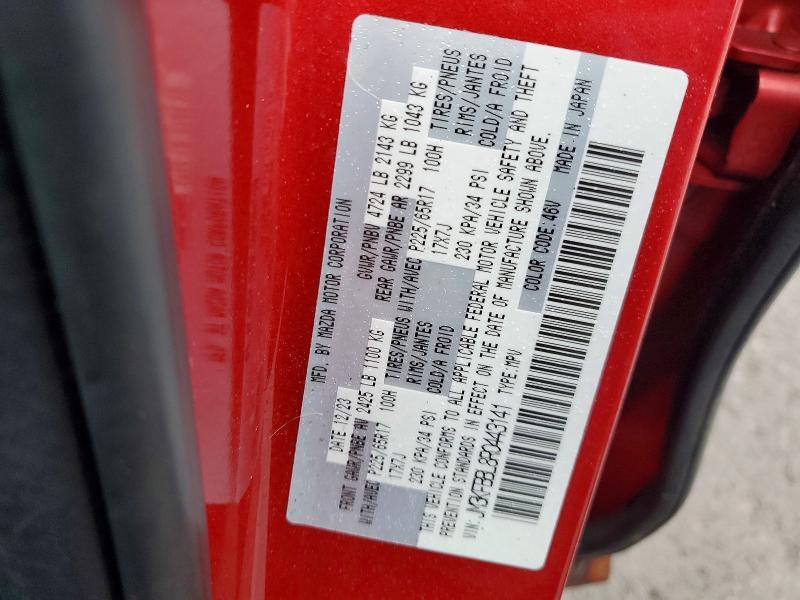 MFD. BY MAZDA MOTOR CORPORATION
DATE 12/23 GVWR/PNBV 4724 LB 2143 KG
FRONT GAWR/PNBE AV 2425 LB 1100 KG REAR GAWR/PNBE AR 2299 LB 1043 KG
WITH/AVEC P225/65R17 100H TIRES/PNEUS WITH/AVEC P225/65R17 100H TIRES/PNEUS
17X7J RIMS/JANTES 17X7J RIMS/JANTES
230 KPA/34 PSI COLD/A FROID 230 KPA/34 PSI COLD/A FROID
THIS VEHICLE CONFORMS TO ALL APPLICABLE FEDERAL MOTOR VEHICLE SAFETY AND THEFT
PREVENTION STANDARDS IN EFFECT ON THE DATE OF MANUFACTURE SHOWN ABOVE.
VIN: TYPE:MPV COLOR CODE:46V MADE IN JAPAN